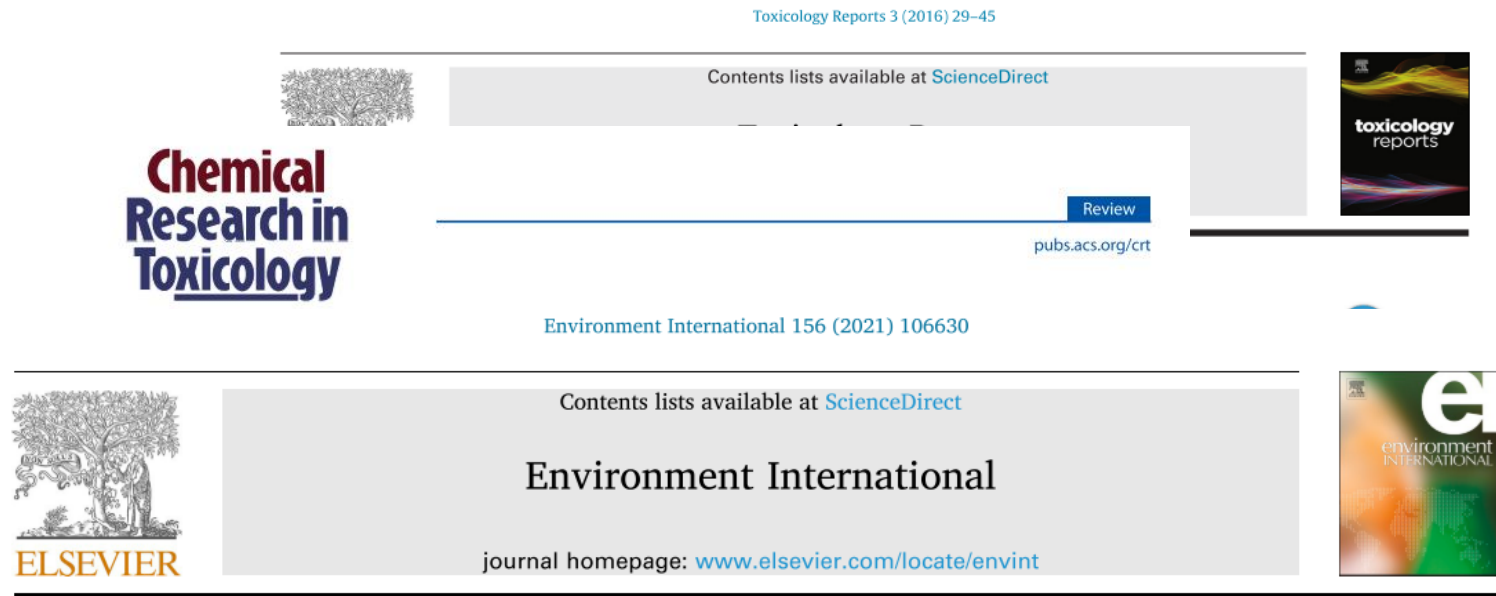 Toxicology Reports 3 (2016) 29–45
Contents lists available at ScienceDirect
toxicology
reports
Chemical
Research in
Toxicology
Review
pubs.acs.org/crt
Environment International 156 (2021) 106630
Contents lists available at ScienceDirect
Environment International
journal homepage: www.elsevier.com/locate/envint
ELSEVIER
environment
INTERNATIONAL